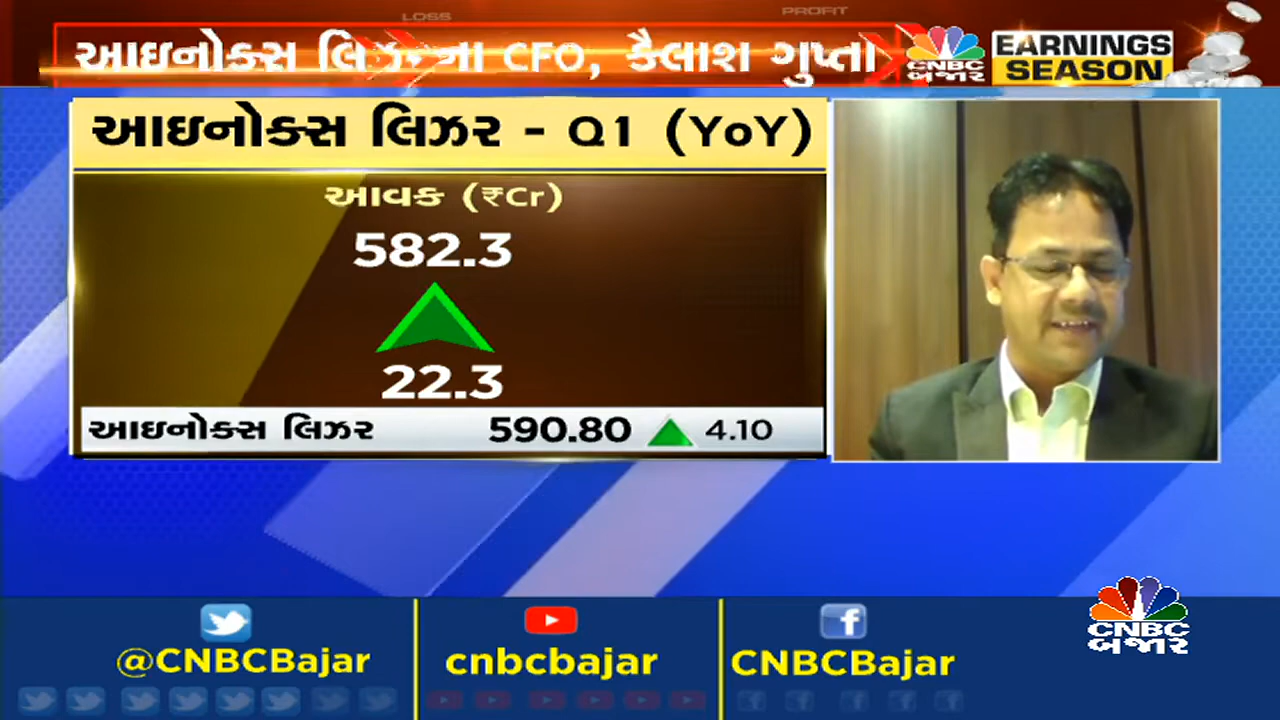 LOSS
PROFIT
આઇનોક્સ લિઝરના CFO, કૈલાશ ગુપ્તા
CNBC
બજાર
EARNINGS
SEASON
આઇનોક્સ લિઝર - Q1 (YoY)
આવક (₹Cr)
582.3
22.3
આઇનોક્સ લિઝર 590.80 4.10
CNBC
બજાર
@CNBCBajar
cnbcbajar
CNBCBajar